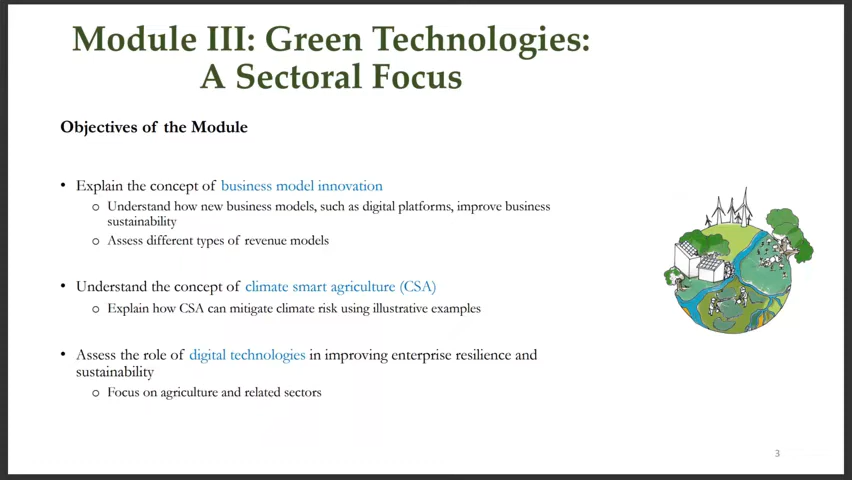 Module III: Green Technologies:
A Sectoral Focus
Objectives of the Module
• Explain the concept of business model innovation
o Understand how new business models, such as digital platforms, improve business
sustainability
o Assess different types of revenue models
• Understand the concept of climate smart agriculture (CSA)
o Explain how CSA can mitigate climate risk using illustrative examples
• Assess the role of digital technologies in improving enterprise resilience and
sustainability
o Focus on agriculture and related sectors
3